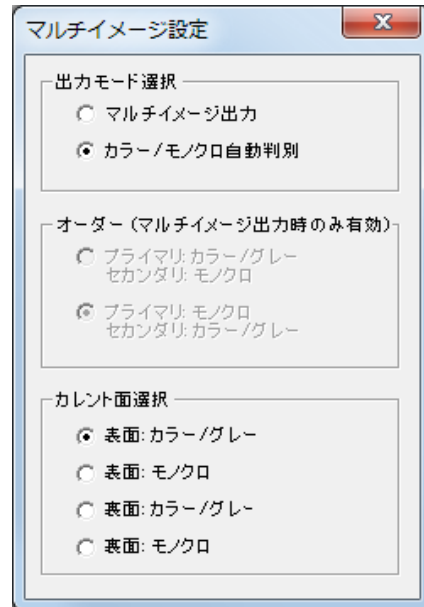 マルチイメージ設定
出力モード選択
マルチイメージ出力
カラー/モノクロ自動判別
オーダー(マルチイメージ出力時のみ有効)
プライマリ:カラー/グレー
セカンダリ:モノクロ
プライマリ:モノクロ
セカンダリ:カラー/グレー
カレント面選択
表面:カラー/グレー
表面:モノクロ
裏面:カラー/グレー
裏面:モノクロ